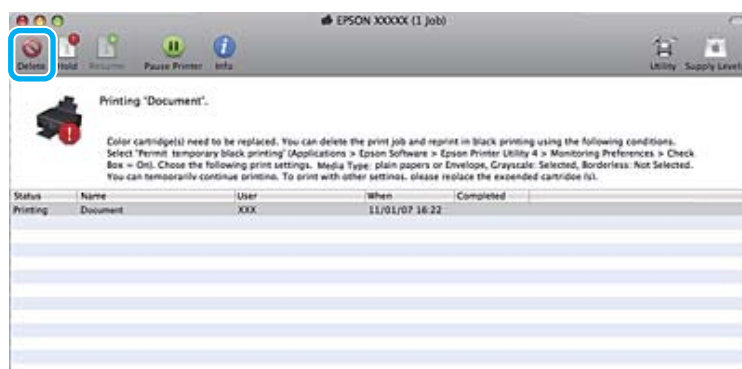 EPSON XXXXX (1 Job)
Delete Hold Resume Pause Printer Info Utility Supply Levels
Printing "Document".
Color cartridge(s) need to be replaced. You can delete the print job and reprint in black printing using the following conditions.
Select "Permit temporary black printing" (Applications > Epson Software > Epson Printer Utility 4 > Monitoring Preferences > Check
Box = On). Chose the following print settings. Media Type: plain papers or Envelope, Grayscale: Selected, Borderless: Not Selected.
You can temporarily continue printing. To print with other settings, please replace the expended cartridge (s).
Status Name User When Completed
Printing Document XXX 11/01/07 16:22